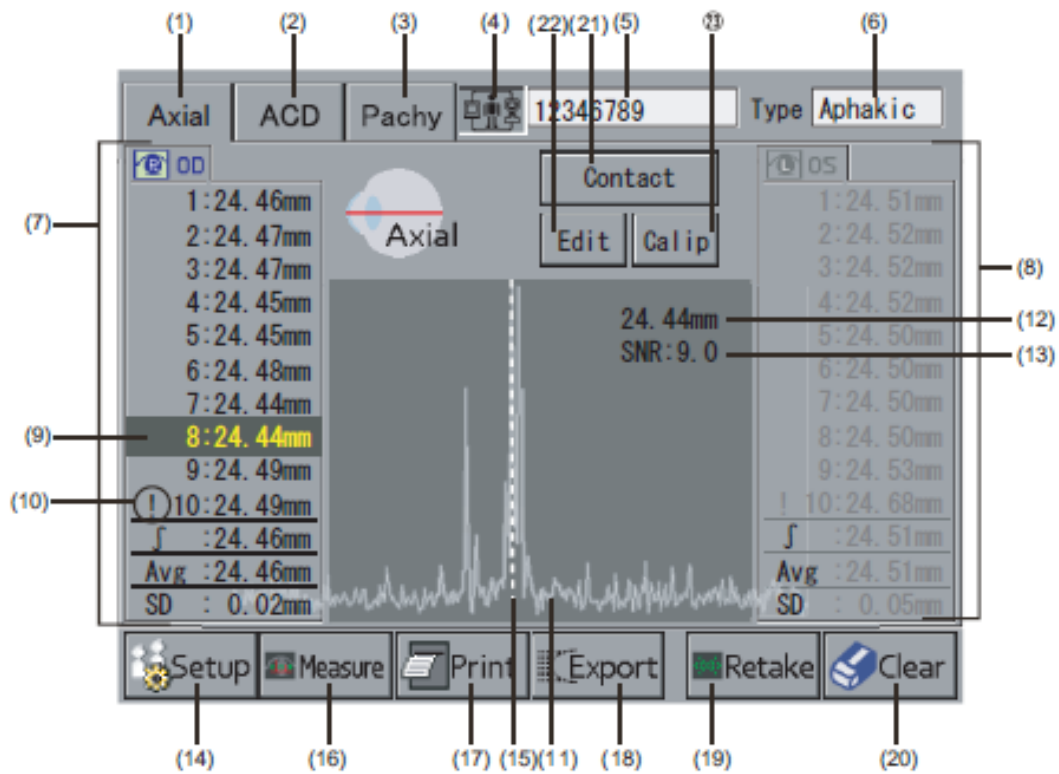 (1) (2) (3) (4) (22)(21) (5) ㉓ (6)
Axial ACD Pachy 12346789 Type Aphakic
OD Contact OS
Axial Edit Calip
(7) (8)
1:24.46mm 1:24.51mm
2:24.47mm 2:24.52mm
3:24.47mm 3:24.52mm
4:24.45mm 24.44mm 4:24.52mm (12)
5:24.45mm SNR:9.0 5:24.50mm (13)
6:24.48mm 6:24.50mm
7:24.44mm 7:24.50mm
(9) 8:24.44mm 8:24.50mm
9:24.49mm 9:24.53mm
(10) ! 10:24.49mm ! 10:24.68mm
∫ :24.46mm ∫ :24.51mm
Avg :24.46mm Avg :24.51mm
SD : 0.02mm SD : 0.05mm
Setup Measure Print Export Retake Clear
(14) (16) (17) (15)(11) (18) (19) (20)